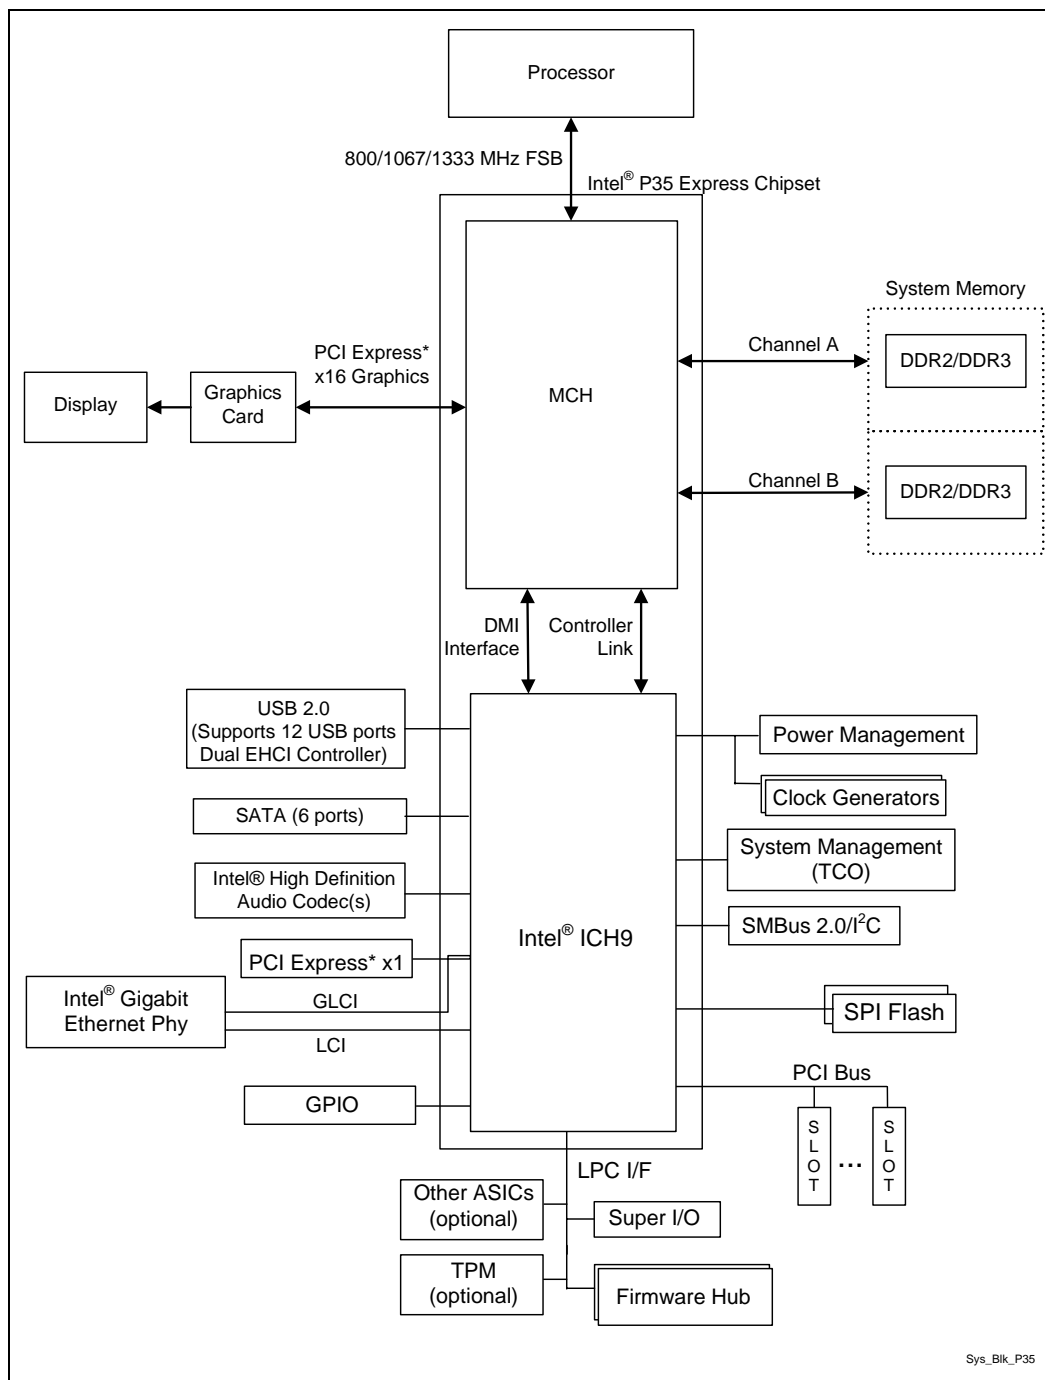 Processor
800/1067/1333 MHz FSB
Intel® P35 Express Chipset
System Memory
Channel A
DDR2/DDR3
PCI Express*
x16 Graphics
MCH
Display
Graphics
Card
Channel B
DDR2/DDR3
DMI
Interface
Controller
Link
USB 2.0
(Supports 12 USB ports
Dual EHCI Controller)
Power Management
Clock Generators
SATA (6 ports)
System Management
(TCO)
Intel® High Definition
Audio Codec(s)
SMBus 2.0/I²C
Intel® ICH9
PCI Express* x1
Intel® Gigabit
Ethernet Phy
GLCI
LCI
SPI Flash
PCI Bus
GPIO
SLOT
...
SLOT
LPC I/F
Other ASICs
(optional)
Super I/O
TPM
(optional)
Firmware Hub
Sys_Blk_P35